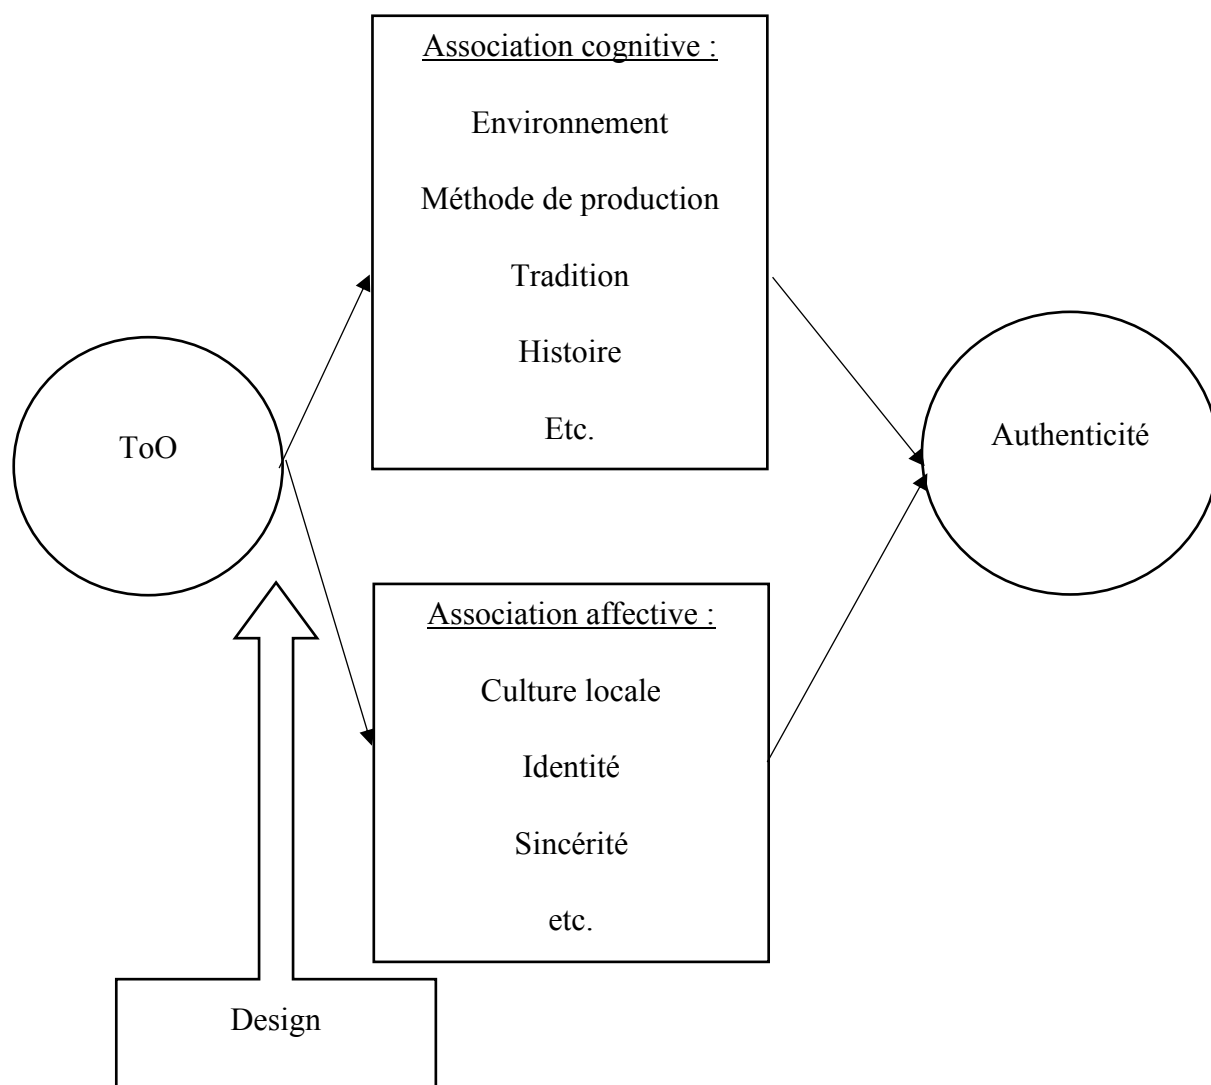 Association cognitive :
Environnement
Méthode de production
Tradition
Histoire
Etc.
ToO
Authenticité
Association affective :
Culture locale
Identité
Sincérité
etc.
Design